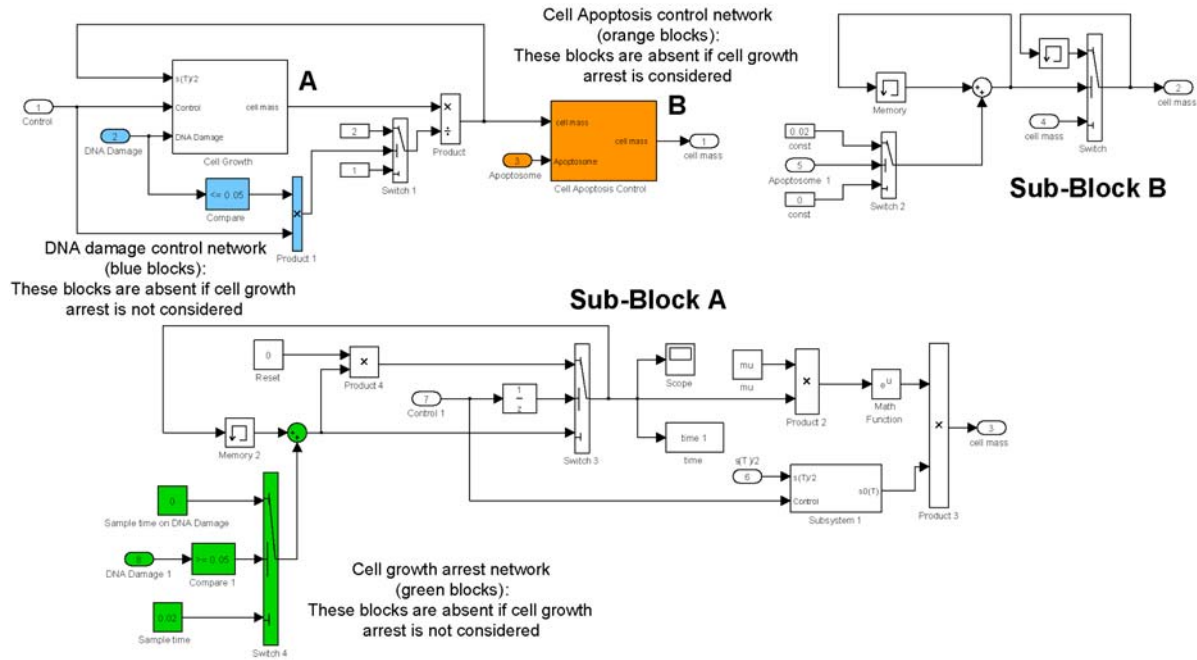 Cell Apoptosis control network
(orange blocks):
These blocks are absent if cell growth
arrest is considered
A
s(T)/2
Control
DNA Damage
cell mass
Cell Growth
1
Control
2
DNA Damage
<= 0.05
Compare
×
Product 1
2
1
Switch 1
×
÷
Product
B
cell mass
Apoptosome
cell mass
Cell Apoptosis Control
3
Apoptosome
1
cell mass
DNA damage control network
(blue blocks):
These blocks are absent if cell growth
arrest is not considered
Memory
0.02
const
5
Apoptosome 1
0
const
Switch 2
4
cell mass
Switch
2
cell mass
Sub-Block B
Sub-Block A
0
Reset
×
Product 4
7
Control 1
1
z
Memory 2
Switch 3
Scope
time 1
time
mu
mu
×
Product 2
e^u
Math
Function
s(T)/2
6
s(T)/2
Control
s0(T)
Subsystem 1
×
Product 3
3
cell mass
0
Sample time on DNA Damage
DNA Damage 1
>= 0.05
Compare 1
0.02
Sample time
Switch 4
Cell growth arrest network
(green blocks):
These blocks are absent if cell growth
arrest is not considered